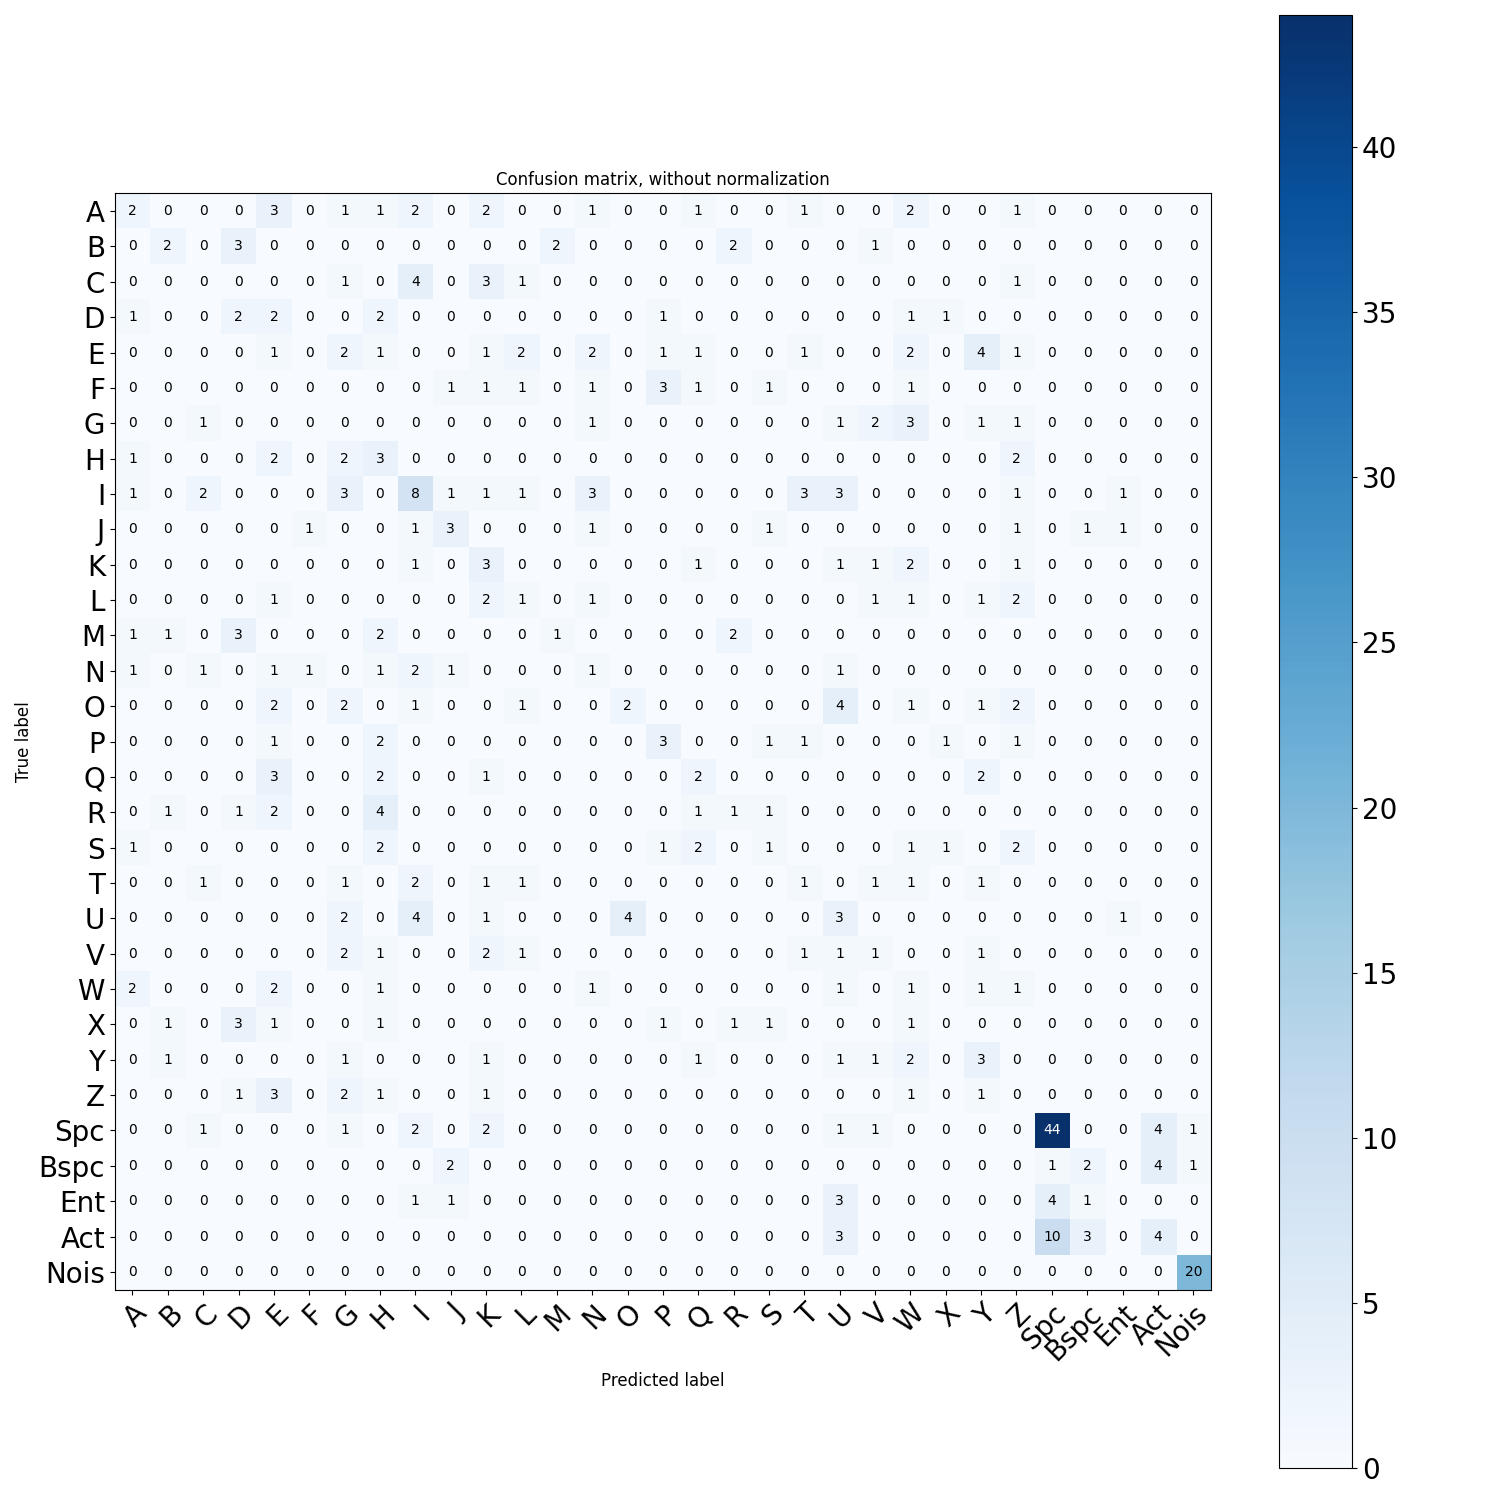 Confusion matrix, without normalization
True label
A 2 0 0 0 3 0 1 1 2 0 2 0 0 1 0 0 1 0 0 1 0 0 2 0 0 1 0 0 0 0 0
B 0 2 0 3 0 0 0 0 0 0 0 0 2 0 0 0 0 2 0 0 0 1 0 0 0 0 0 0 0 0 0
C 0 0 0 0 0 0 1 0 4 0 3 1 0 0 0 0 0 0 0 0 0 0 0 0 0 1 0 0 0 0 0
D 1 0 0 2 2 0 0 2 0 0 0 0 0 0 0 1 0 0 0 0 0 0 1 1 0 0 0 0 0 0 0
E 0 0 0 0 1 0 2 1 0 0 1 2 0 2 0 1 1 0 0 1 0 0 2 0 4 1 0 0 0 0 0
F 0 0 0 0 0 0 0 0 0 1 1 1 0 1 0 3 1 0 1 0 0 0 1 0 0 0 0 0 0 0 0
G 0 0 1 0 0 0 0 0 0 0 0 0 0 1 0 0 0 0 0 0 1 2 3 0 1 1 0 0 0 0 0
H 1 0 0 0 2 0 2 3 0 0 0 0 0 0 0 0 0 0 0 0 0 0 0 0 0 2 0 0 0 0 0
I 1 0 2 0 0 0 3 0 8 1 1 1 0 3 0 0 0 0 0 3 3 0 0 0 0 1 0 0 1 0 0
J 0 0 0 0 0 1 0 0 1 3 0 0 0 1 0 0 0 0 1 0 0 0 0 0 0 1 0 1 1 0 0
K 0 0 0 0 0 0 0 0 1 0 3 0 0 0 0 0 1 0 0 0 1 1 2 0 0 1 0 0 0 0 0
L 0 0 0 0 1 0 0 0 0 0 2 1 0 1 0 0 0 0 0 0 0 1 1 0 1 2 0 0 0 0 0
M 1 1 0 3 0 0 0 2 0 0 0 0 1 0 0 0 0 2 0 0 0 0 0 0 0 0 0 0 0 0 0
N 1 0 1 0 1 1 0 1 2 1 0 0 0 1 0 0 0 0 0 0 1 0 0 0 0 0 0 0 0 0 0
O 0 0 0 0 2 0 2 0 1 0 0 1 0 0 2 0 0 0 0 0 4 0 1 0 1 2 0 0 0 0 0
P 0 0 0 0 1 0 0 2 0 0 0 0 0 0 0 3 0 0 1 1 0 0 0 1 0 1 0 0 0 0 0
Q 0 0 0 0 3 0 0 2 0 0 1 0 0 0 0 0 2 0 0 0 0 0 0 0 2 0 0 0 0 0 0
R 0 1 0 1 2 0 0 4 0 0 0 0 0 0 0 0 1 1 1 0 0 0 0 0 0 0 0 0 0 0 0
S 1 0 0 0 0 0 0 2 0 0 0 0 0 0 0 1 2 0 1 0 0 0 1 1 0 2 0 0 0 0 0
T 0 0 1 0 0 0 1 0 2 0 1 1 0 0 0 0 0 0 0 1 0 1 1 0 1 0 0 0 0 0 0
U 0 0 0 0 0 0 2 0 4 0 1 0 0 0 4 0 0 0 0 0 3 0 0 0 0 0 0 0 1 0 0
V 0 0 0 0 0 0 2 1 0 0 2 1 0 0 0 0 0 0 0 1 1 1 0 0 1 0 0 0 0 0 0
W 2 0 0 0 2 0 0 1 0 0 0 0 0 1 0 0 0 0 0 0 1 0 1 0 1 1 0 0 0 0 0
X 0 1 0 3 1 0 0 1 0 0 0 0 0 0 0 1 0 1 1 0 0 0 1 0 0 0 0 0 0 0 0
Y 0 1 0 0 0 0 1 0 0 0 1 0 0 0 0 0 1 0 0 0 1 1 2 0 3 0 0 0 0 0 0
Z 0 0 0 1 3 0 2 1 0 0 1 0 0 0 0 0 0 0 0 0 0 0 1 0 1 0 0 0 0 0 0
Spc 0 0 1 0 0 0 1 0 2 0 2 0 0 0 0 0 0 0 0 0 1 1 0 0 0 0 44 0 0 4 1
Bspc 0 0 0 0 0 0 0 0 0 2 0 0 0 0 0 0 0 0 0 0 0 0 0 0 0 0 1 2 0 4 1
Ent 0 0 0 0 0 0 0 0 1 1 0 0 0 0 0 0 0 0 0 0 3 0 0 0 0 0 4 1 0 0 0
Act 0 0 0 0 0 0 0 0 0 0 0 0 0 0 0 0 0 0 0 0 3 0 0 0 0 0 10 3 0 4 0
Nois 0 0 0 0 0 0 0 0 0 0 0 0 0 0 0 0 0 0 0 0 0 0 0 0 0 0 0 0 0 0 20
A B C D E F G H I J K L M N O P Q R S T U V W X Y Z Spc Bspc Ent Act Nois
Predicted label
40
35
30
25
20
15
10
5
0